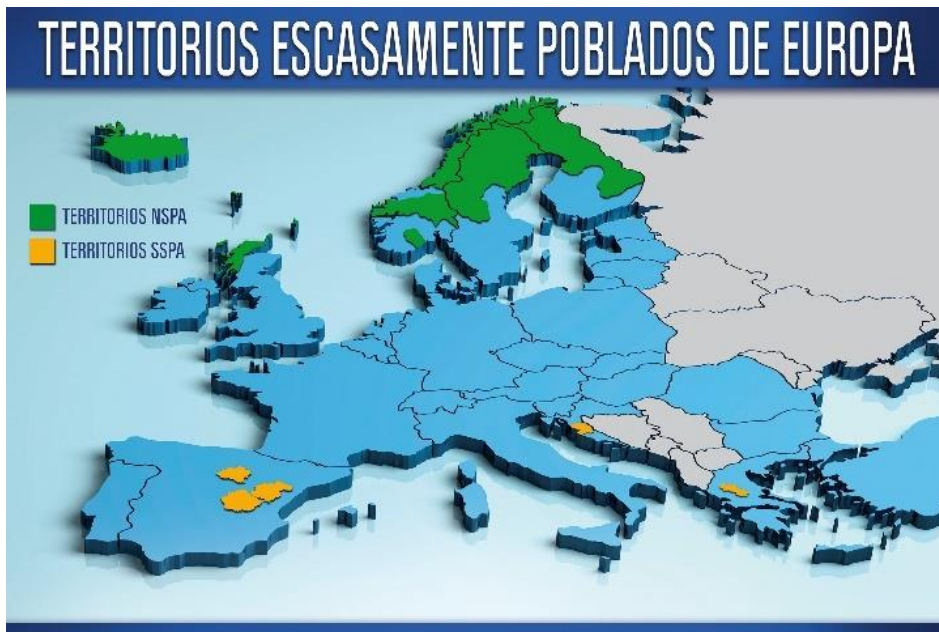 TERRITORIOS ESCASAMENTE POBLADOS DE EUROPA
TERRITORIOS NSPA
TERRITORIOS SSPA